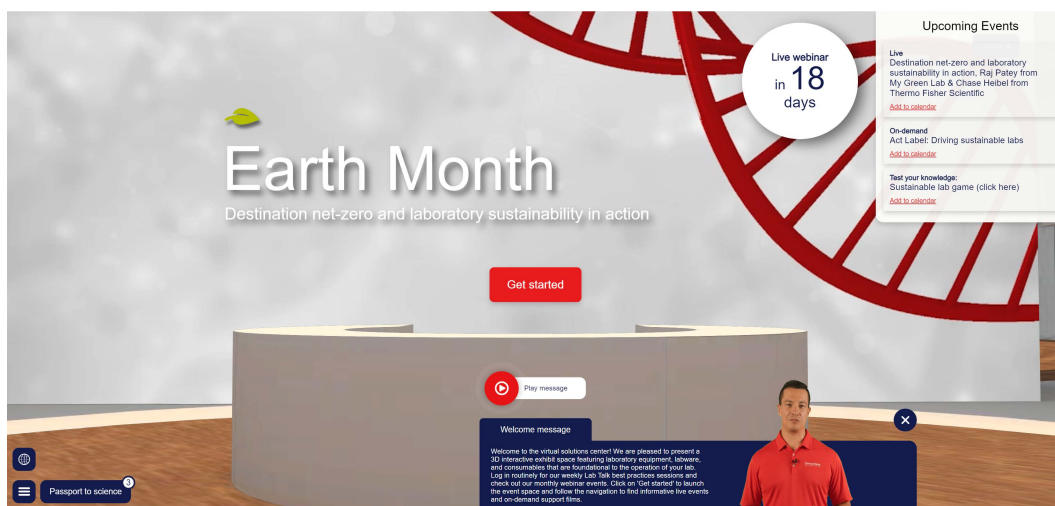 Upcoming Events
Live
Destination net-zero and laboratory
sustainability in action, Raj Patey from
My Green Lab & Chase Heibel from
Thermo Fisher Scientific
Add to calendar
On-demand
Act Label: Driving sustainable labs
Add to calendar
Test your knowledge:
Sustainable lab game (click here)
Add to calendar
Live webinar
in 18
days
Earth Month
Destination net-zero and laboratory sustainability in action
Get started
Play message
Welcome message
Welcome to the virtual solutions center! We are pleased to present a
3D interactive exhibit space featuring laboratory equipment, labware,
and consumables that are foundational to the operation of your lab.
Log in routinely for our weekly Lab Talk best practices sessions and
check out our monthly webinar events. Click on 'Get started' to launch
the event space and follow the navigation to find informative live events
and on-demand support films.
Passport to science
3